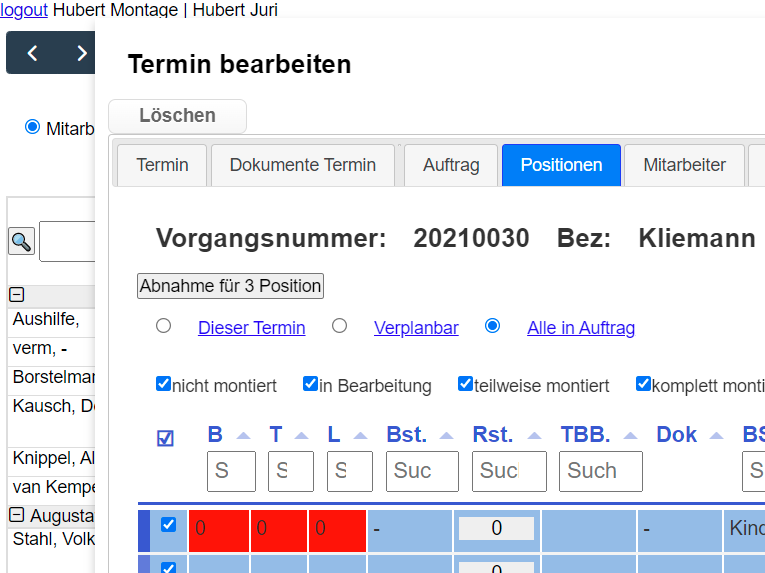 logout Hubert Montage | Hubert Juri
Termin bearbeiten
Löschen
Mitarb
Termin Dokumente Termin Auftrag Positionen Mitarbeiter
Vorgangsnummer: 20210030 Bez: Kliemann
Abnahme für 3 Position
Dieser Termin Verplanbar Alle in Auftrag
nicht montiert in Bearbeitung teilweise montiert komplett monti
B T L Bst. Rst. TBB. Dok BS
S S S Suc Suc Such S
0 0 0 - 0 - Kind
0
Aushilfe,
verm, -
Borstelmar
Kausch, De
Knippel, Al
van Kempe
Augusta
Stahl, Volk